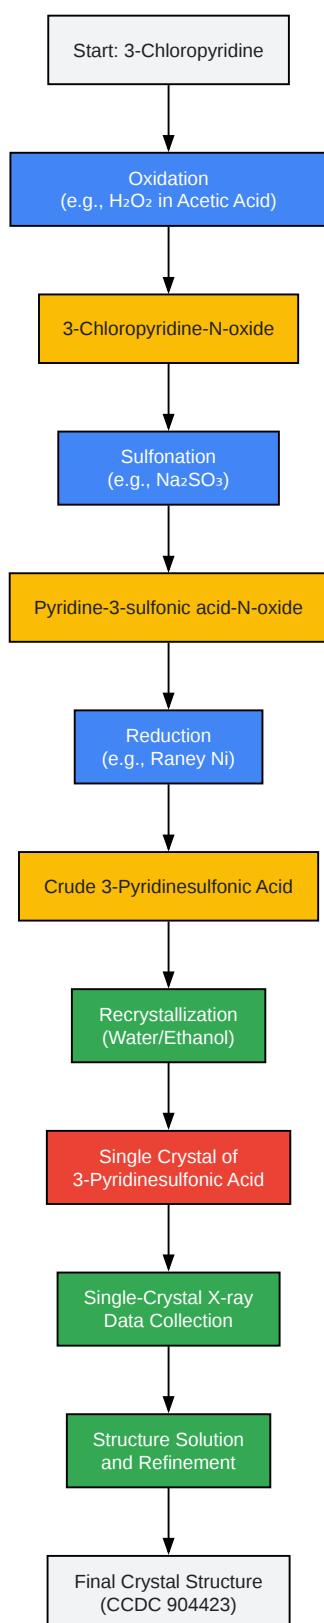 Start: 3-Chloropyridine
Oxidation
(e.g., H₂O₂ in Acetic Acid)
3-Chloropyridine-N-oxide
Sulfonation
(e.g., Na₂SO₃)
Pyridine-3-sulfonic acid-N-oxide
Reduction
(e.g., Raney Ni)
Crude 3-Pyridinesulfonic Acid
Recrystallization
(Water/Ethanol)
Single Crystal of
3-Pyridinesulfonic Acid
Single-Crystal X-ray
Data Collection
Structure Solution
and Refinement
Final Crystal Structure
(CCDC 904423)